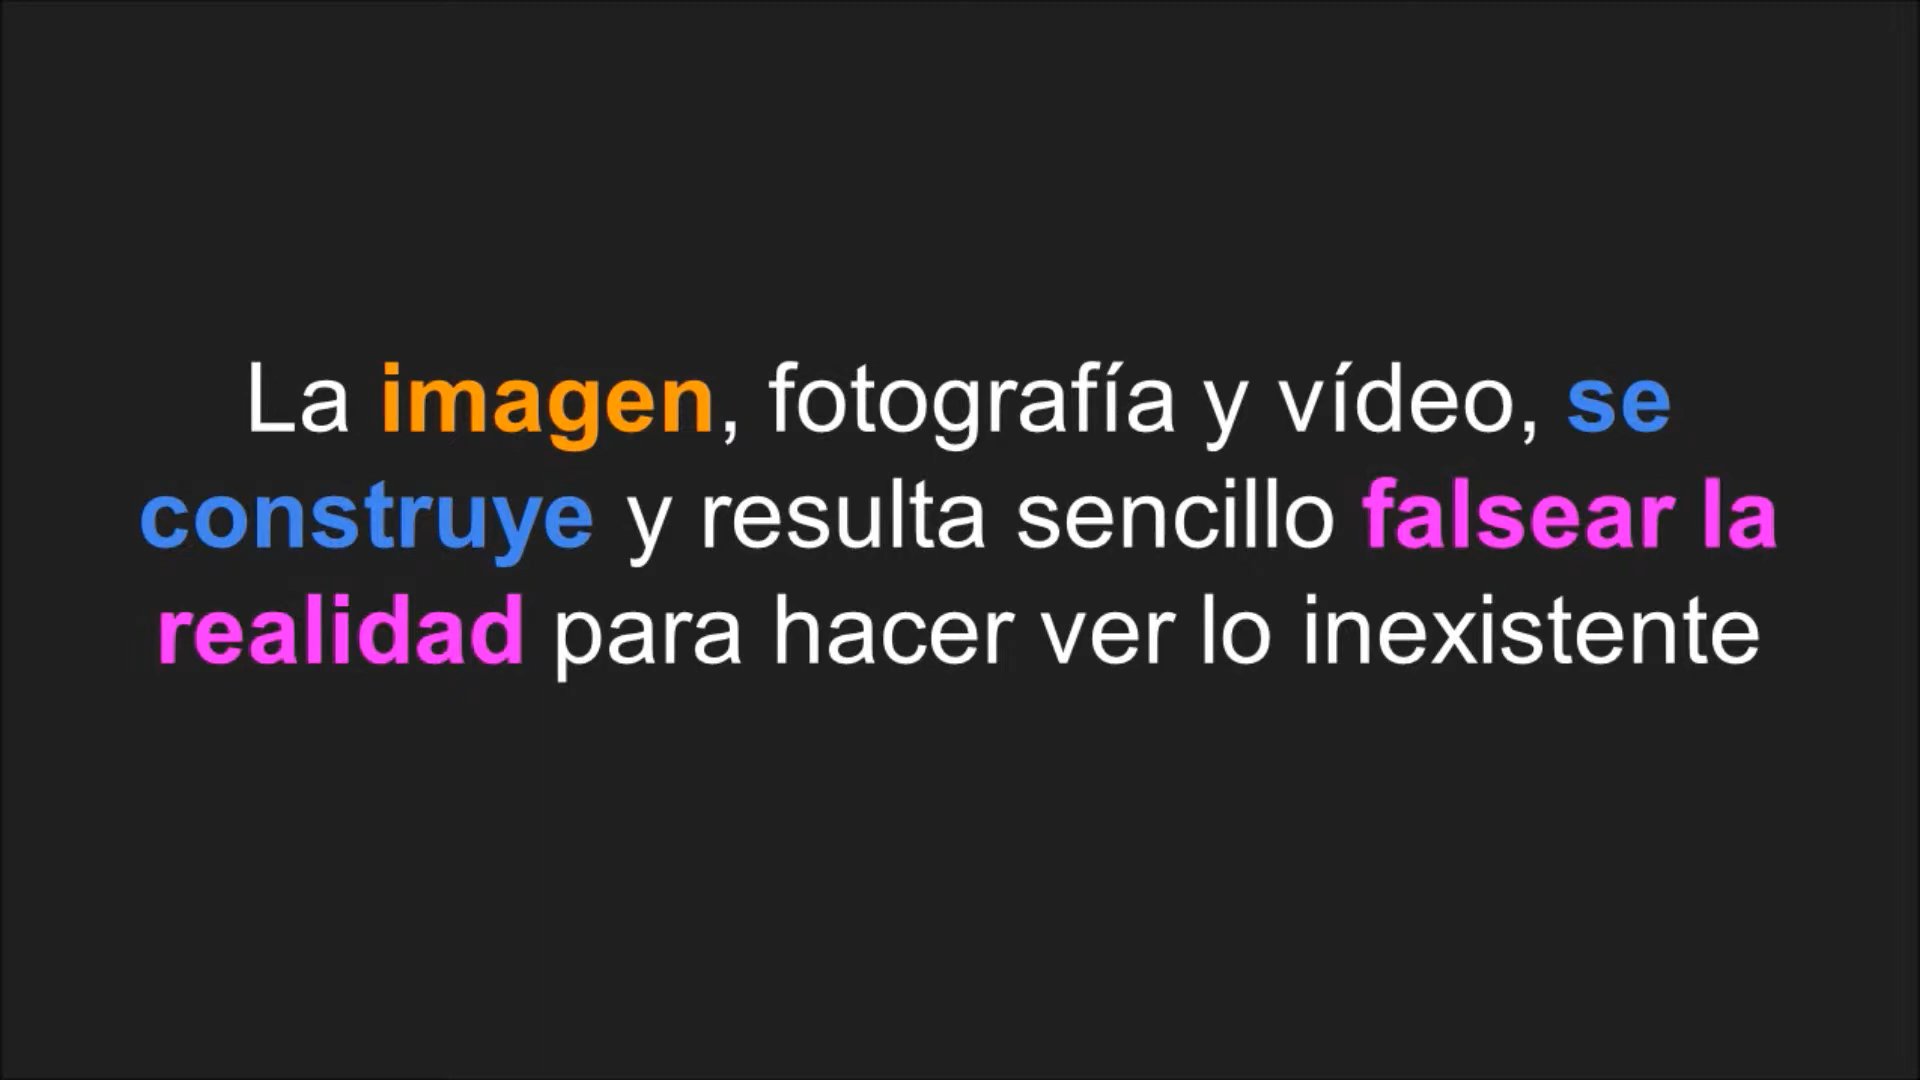 La imagen, fotografía y vídeo, se
construye y resulta sencillo falsear la
realidad para hacer ver lo inexistente